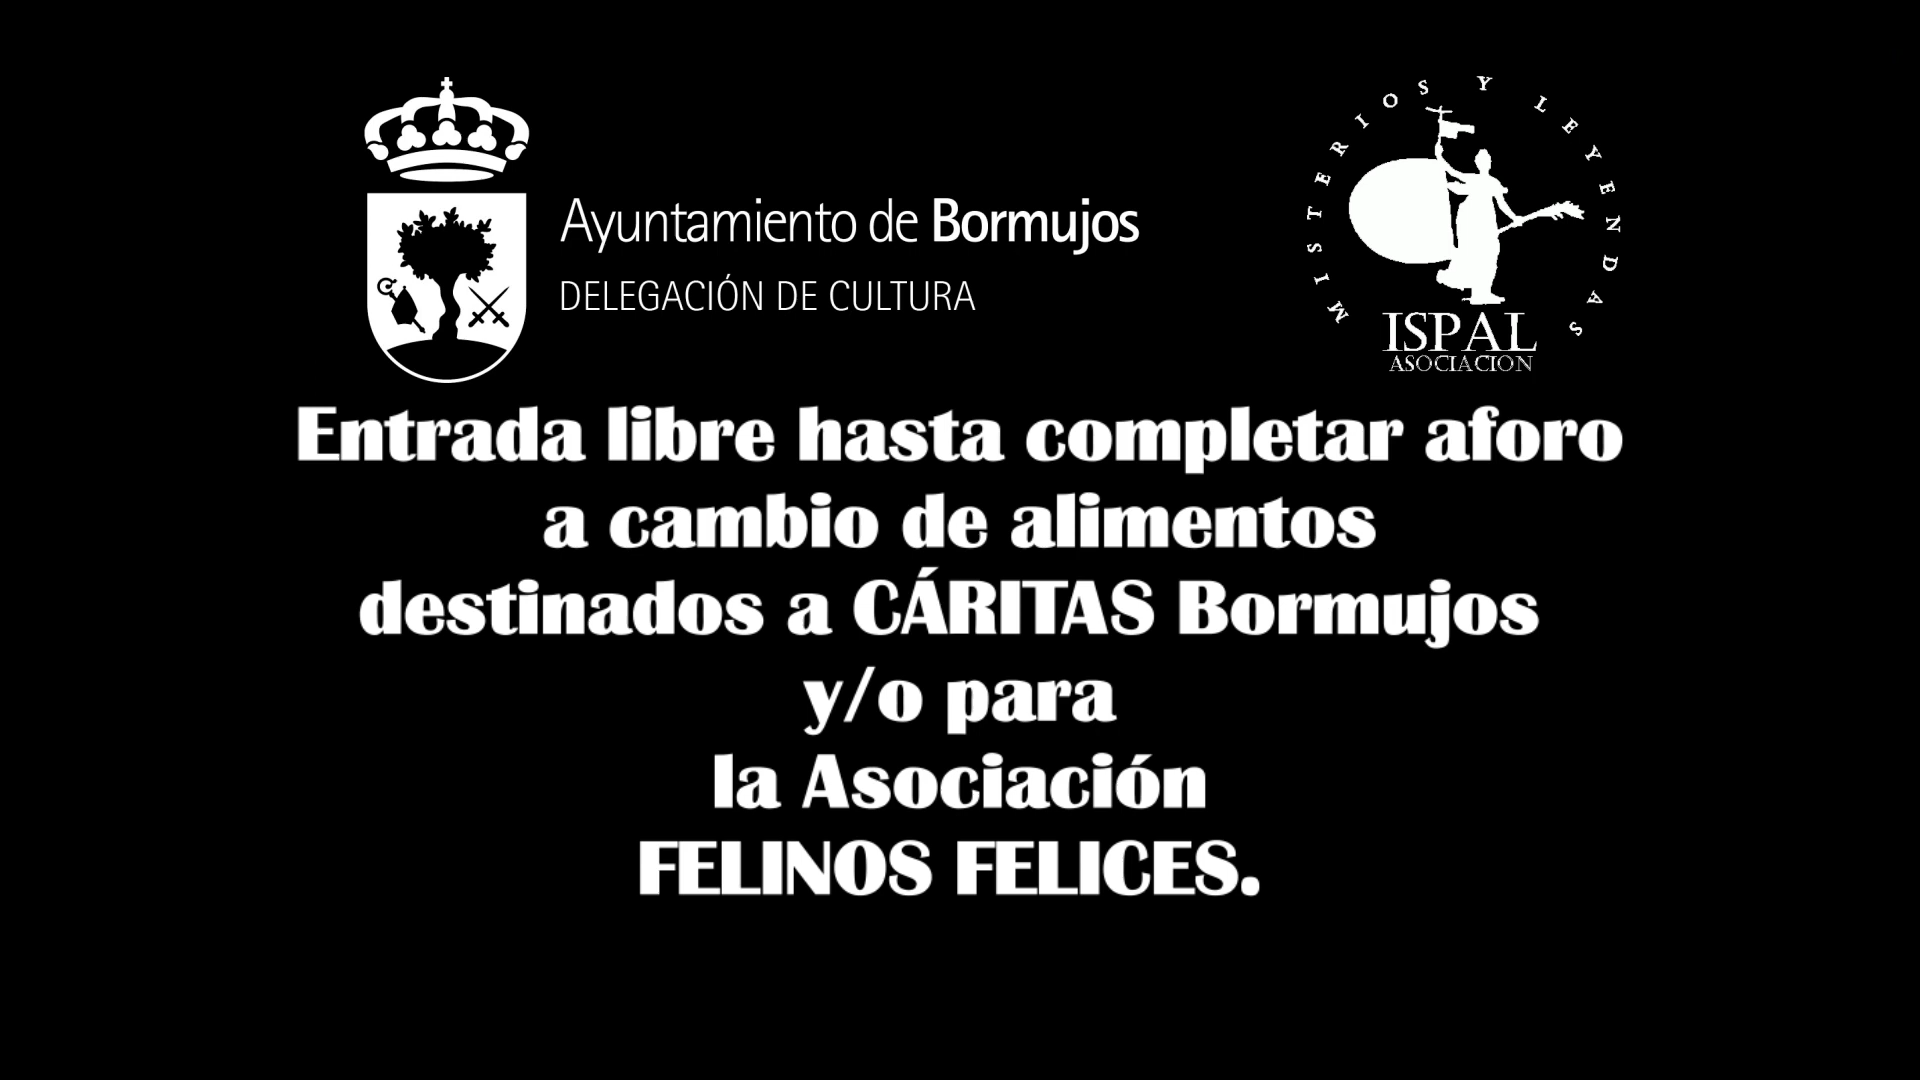 Ayuntamiento de Bormujos
DELEGACIÓN DE CULTURA
MISTERIOS Y LEYENDAS
ISPAL
ASOCIACION
Entrada libre hasta completar aforo
a cambio de alimentos
destinados a CÁRITAS Bormujos
y/o para
la Asociación
FELINOS FELICES.